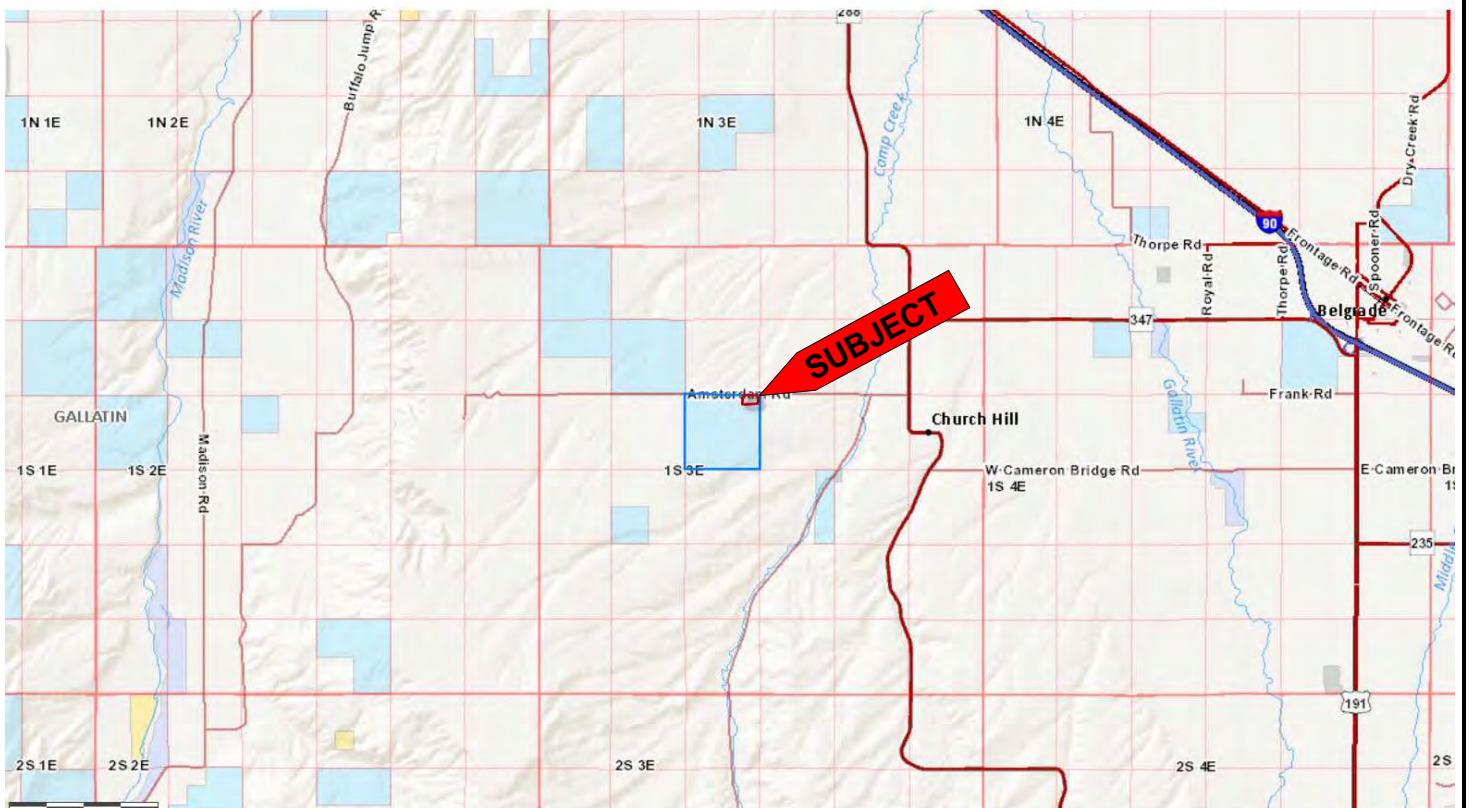 288
Buffalo Jump R
1N 1E
1N 2E
1N 3E
1N 4E
Camp Creek
Dry Creek Rd
Madison River
90
Frontage Rd
Spooner Rd
Thorpe Rd
Royal Rd
Thorpe Rd
SUBJECT
347
Belgrade
Frontage Rd
Amsterdam Rd
Frank Rd
GALLATIN
Church Hill
Gallatin River
Madison Rd
1S 1E
1S 2E
1S 3E
W Cameron Bridge Rd
1S 4E
E Cameron Br
1S
235
Middle
191
2S 1E
2S 2E
2S 3E
2S 4E
2S